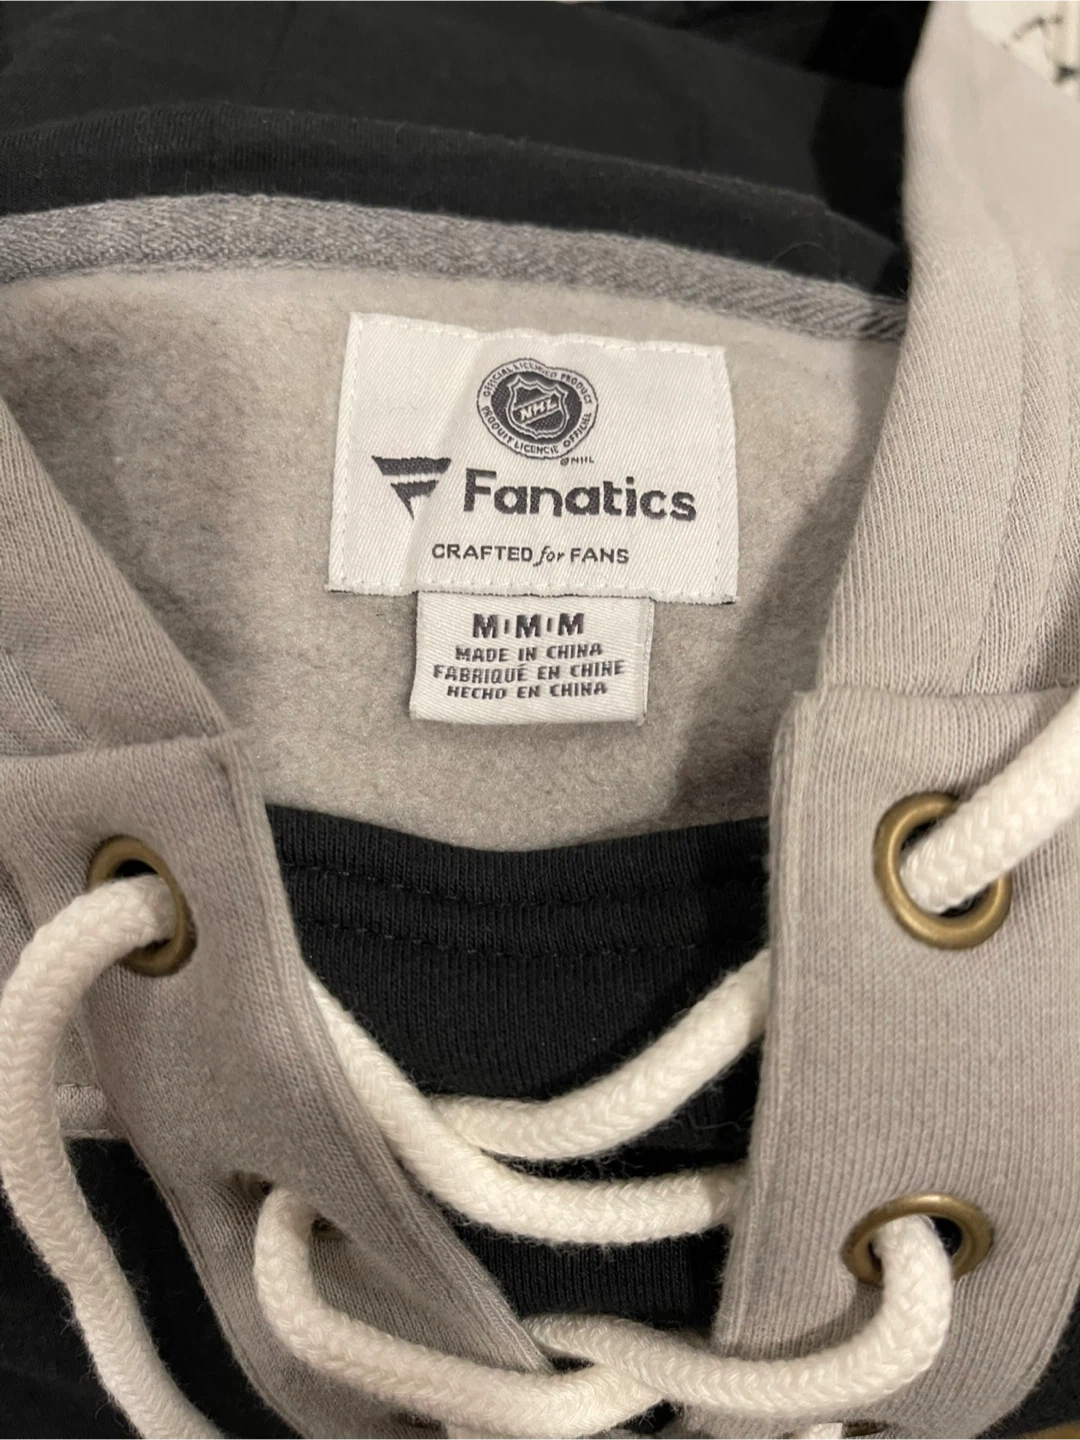 OFFICIAL LICENSED PRODUCT
NHL
PRODUIT LICENCIÉ OFFICIEL
©NHL
Fanatics
CRAFTED for FANS
M M M
MADE IN CHINA
FABRIQUÉ EN CHINE
HECHO EN CHINA